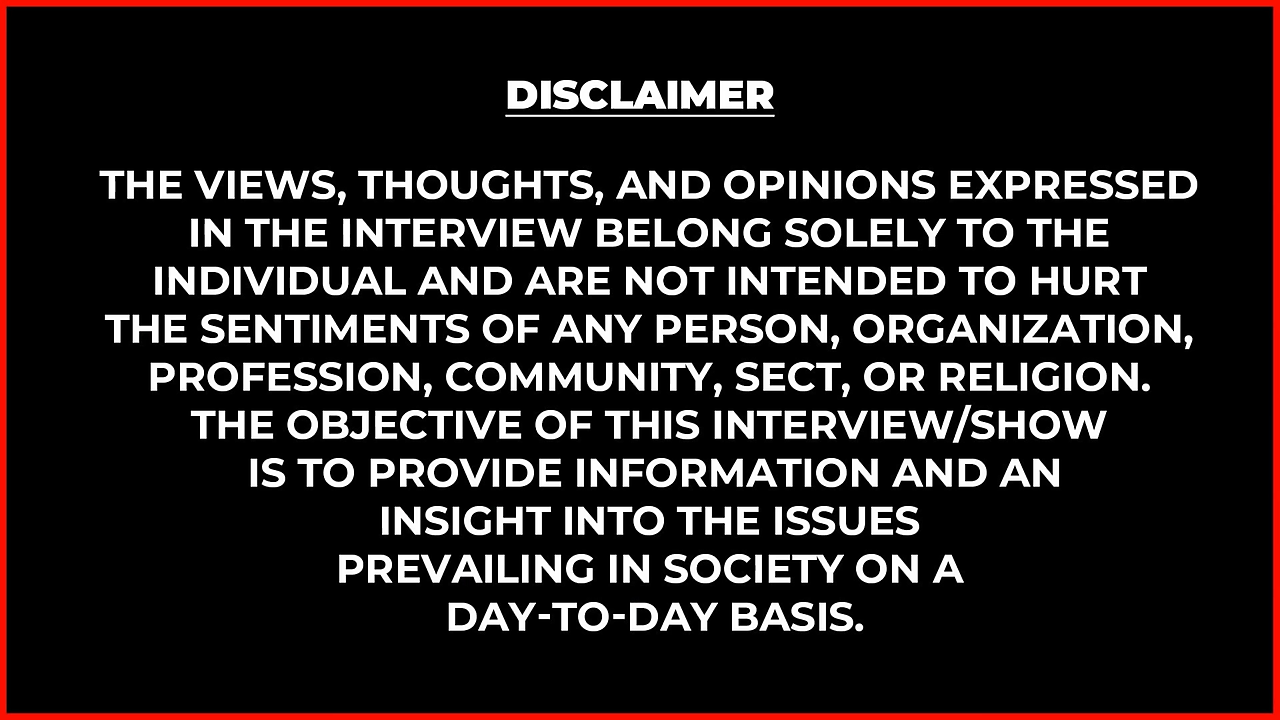 DISCLAIMER
THE VIEWS, THOUGHTS, AND OPINIONS EXPRESSED
IN THE INTERVIEW BELONG SOLELY TO THE
INDIVIDUAL AND ARE NOT INTENDED TO HURT
THE SENTIMENTS OF ANY PERSON, ORGANIZATION,
PROFESSION, COMMUNITY, SECT, OR RELIGION.
THE OBJECTIVE OF THIS INTERVIEW/SHOW
IS TO PROVIDE INFORMATION AND AN
INSIGHT INTO THE ISSUES
PREVAILING IN SOCIETY ON A
DAY-TO-DAY BASIS.